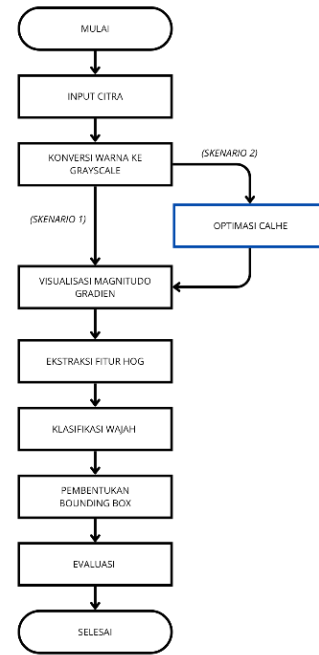 MULAI
INPUT CITRA
KONVERSI WARNA KE
GRAYSCALE
(SKENARIO 2)
(SKENARIO 1)
OPTIMASI CALHE
VISUALISASI MAGNITUDO
GRADIEN
EKSTRAKSI FITUR HOG
KLASIFIKASI WAJAH
PEMBENTUKAN
BOUNDING BOX
EVALUASI
SELESAI